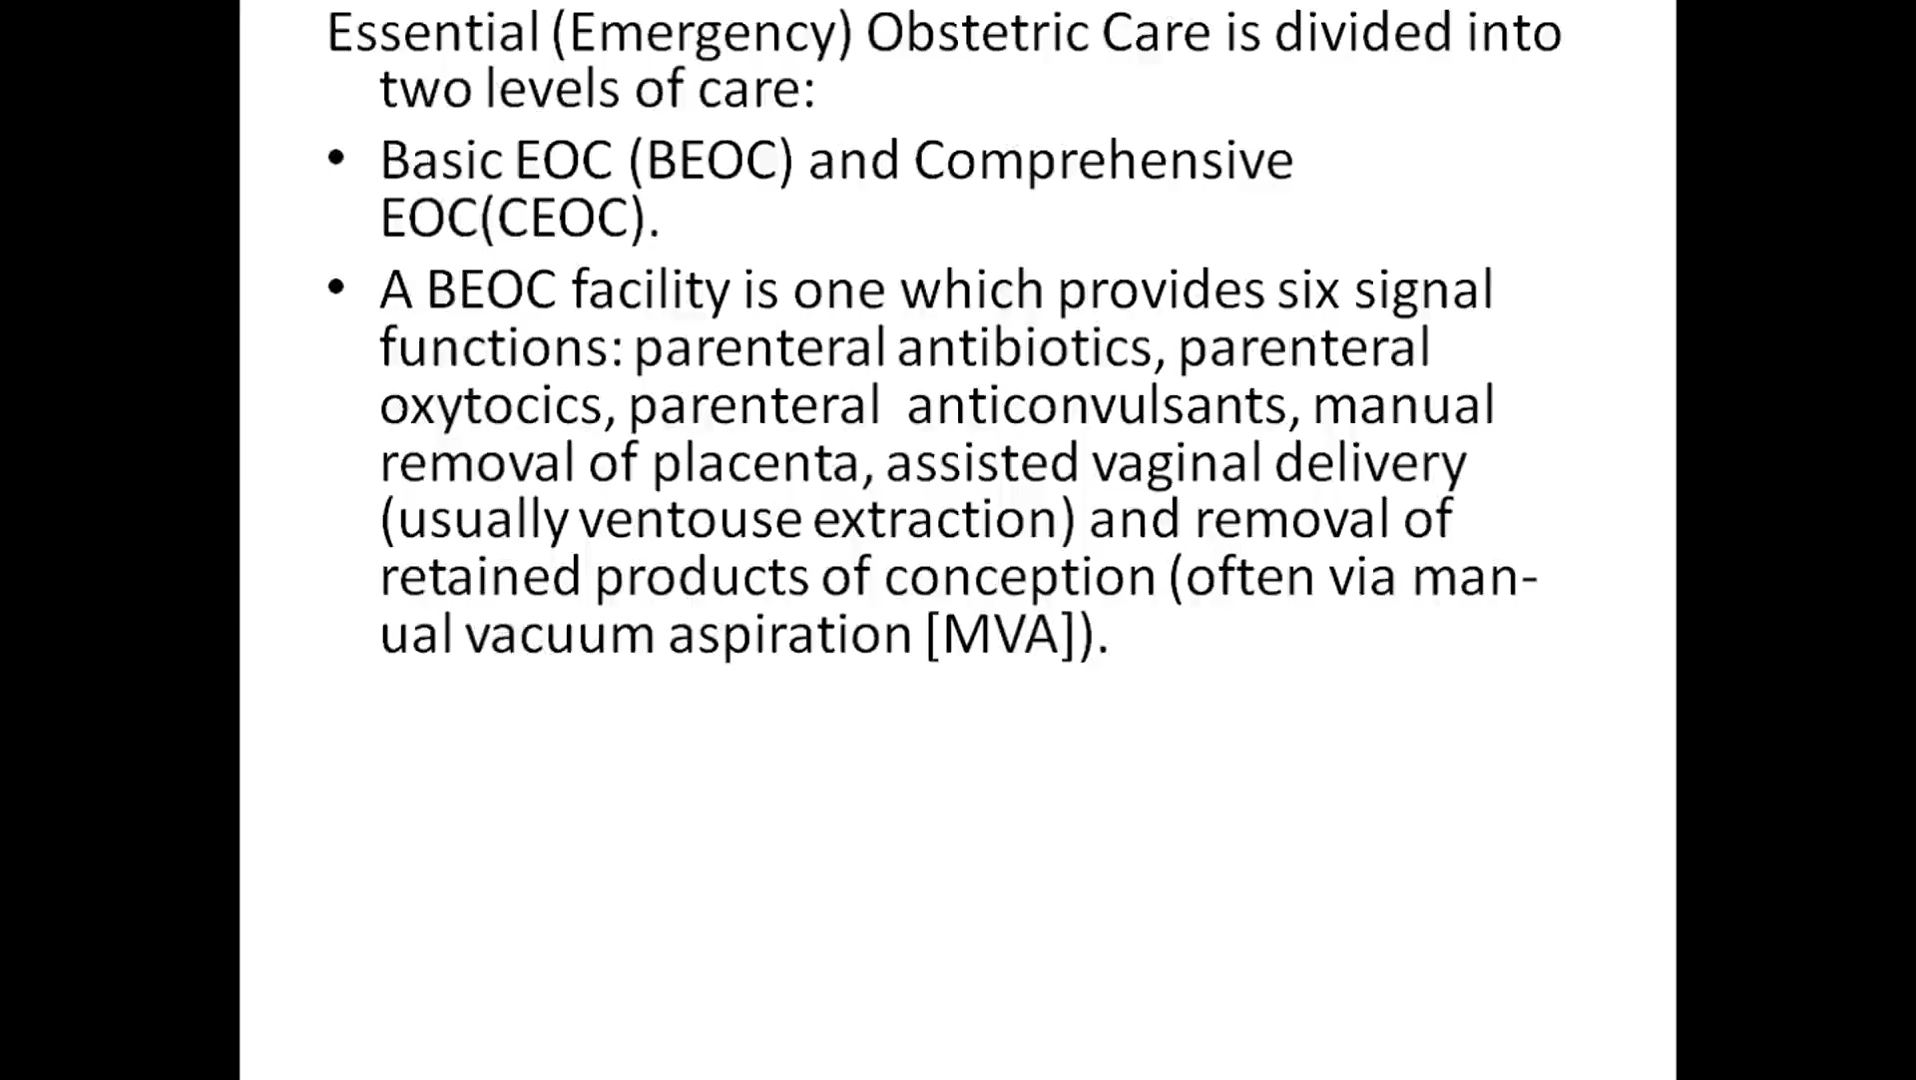 Essential (Emergency) Obstetric Care is divided into
two levels of care:
• Basic EOC (BEOC) and Comprehensive
EOC(CEOC).
• A BEOC facility is one which provides six signal
functions: parenteral antibiotics, parenteral
oxytocics, parenteral  anticonvulsants, manual
removal of placenta, assisted vaginal delivery
(usually ventouse extraction) and removal of
retained products of conception (often via man-
ual vacuum aspiration [MVA]).